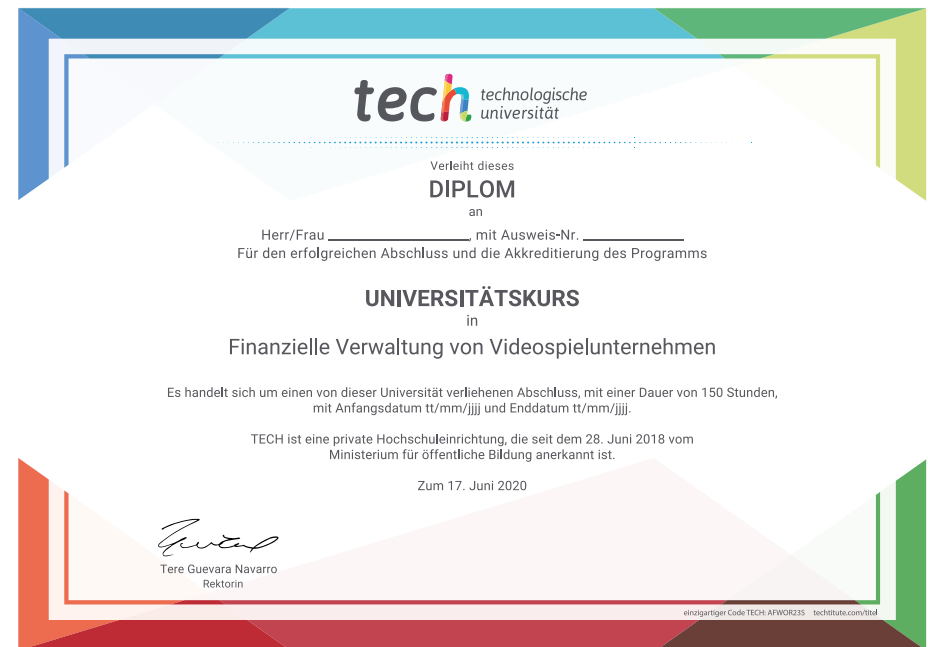 tech technologische
universität
Verleiht dieses
DIPLOM
an
Herr/Frau ____________________, mit Ausweis-Nr. ______________
Für den erfolgreichen Abschluss und die Akkreditierung des Programms
UNIVERSITÄTSKURS
in
Finanzielle Verwaltung von Videospielunternehmen
Es handelt sich um einen von dieser Universität verliehenen Abschluss, mit einer Dauer von 150 Stunden,
mit Anfangsdatum tt/mm/jjjj und Enddatum tt/mm/jjjj.
TECH ist eine private Hochschuleinrichtung, die seit dem 28. Juni 2018 vom
Ministerium für öffentliche Bildung anerkannt ist.
Zum 17. Juni 2020
Tere Guevara Navarro
Rektorin
einzigartiger Code TECH: AFWOR23S techtitute.com/titel